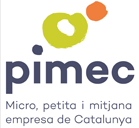 pimec
Micro, petita i mitjana
empresa de Catalunya